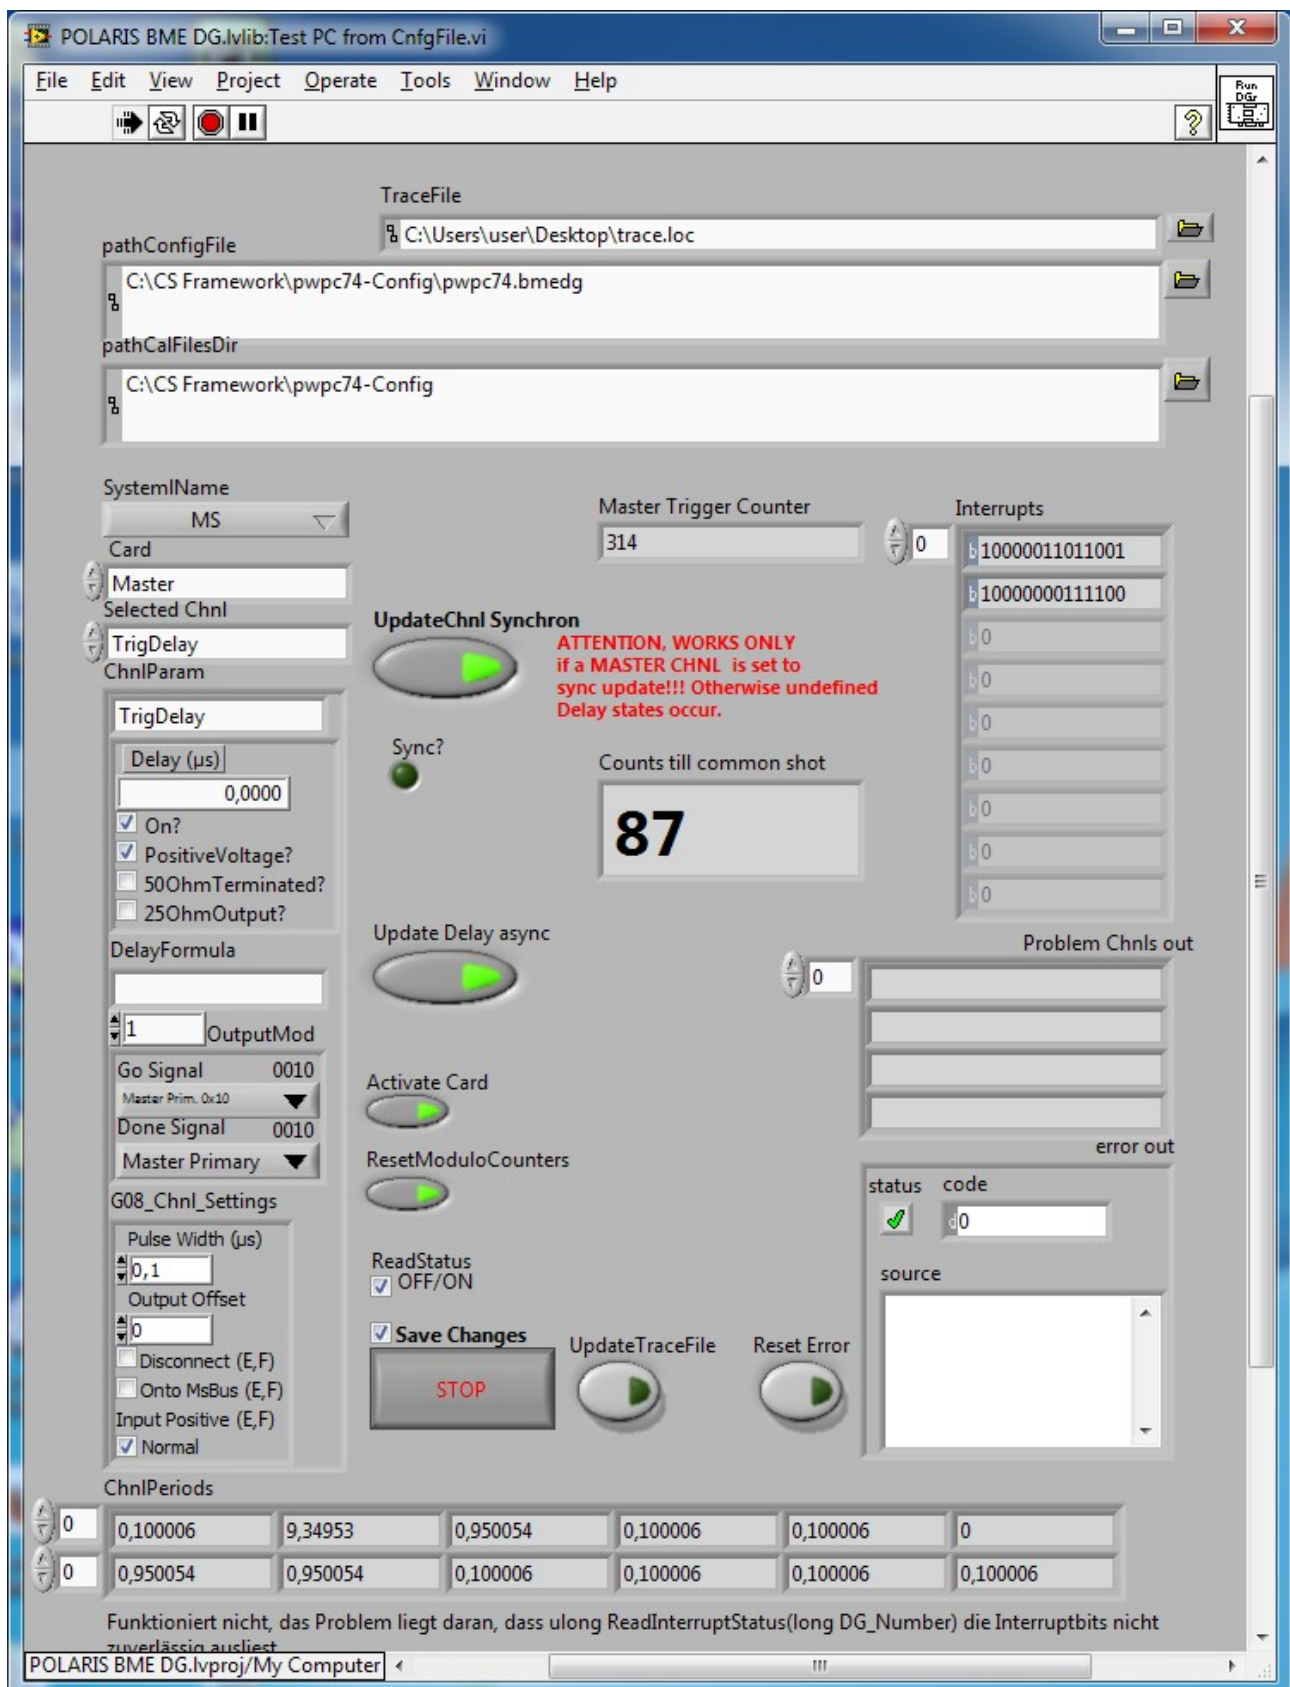 POLARIS BME DG.lvlib:Test PC from CnfgFile.vi
File Edit View Project Operate Tools Window Help
Run
DGr
TraceFile
C:\Users\user\Desktop\trace.loc
pathConfigFile
C:\CS Framework\pwpc74-Config\pwpc74.bmedg
pathCalFilesDir
C:\CS Framework\pwpc74-Config
SystemIName
MS
Card
Master
Selected Chnl
TrigDelay
ChnlParam
TrigDelay
Delay (µs)
0,0000
On?
PositiveVoltage?
50OhmTerminated?
25OhmOutput?
DelayFormula
1 OutputMod
Go Signal 0010
Master Prim. 0x10
Done Signal 0010
Master Primary
G08_Chnl_Settings
Pulse Width (µs)
0,1
Output Offset
0
Disconnect (E,F)
Onto MsBus (E,F)
Input Positive (E,F)
Normal
UpdateChnl Synchron
ATTENTION, WORKS ONLY
if a MASTER CHNL is set to
sync update!!! Otherwise undefined
Delay states occur.
Sync?
Update Delay async
Activate Card
ResetModuloCounters
ReadStatus
OFF/ON
Save Changes
STOP
UpdateTraceFile
Reset Error
Master Trigger Counter
314
Counts till common shot
87
Interrupts
0
b 10000011011001
b 10000000111100
b 0
b 0
b 0
b 0
b 0
b 0
b 0
Problem Chnls out
0
error out
status code
d 0
source
ChnlPeriods
0 0,100006 9,34953 0,950054 0,100006 0,100006 0
0 0,950054 0,950054 0,100006 0,100006 0,100006 0,100006
Funktioniert nicht, das Problem liegt daran, dass ulong ReadInterruptStatus(long DG_Number) die Interruptbits nicht
zuverlässig ausliest
POLARIS BME DG.lvproj/My Computer